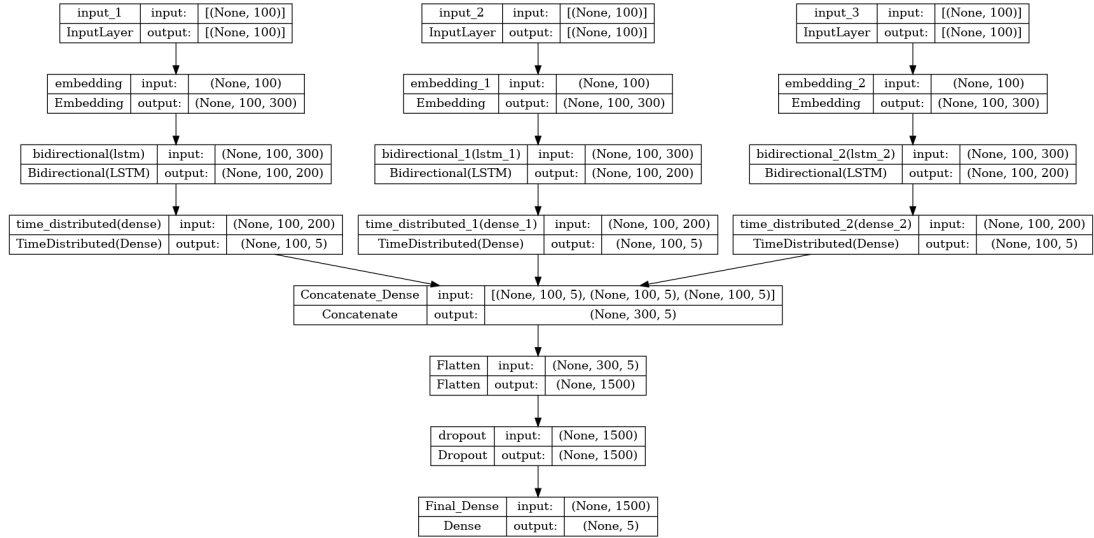 input_1 input: [(None, 100)]
InputLayer output: [(None, 100)]
input_2 input: [(None, 100)]
InputLayer output: [(None, 100)]
input_3 input: [(None, 100)]
InputLayer output: [(None, 100)]
embedding input: (None, 100)
Embedding output: (None, 100, 300)
embedding_1 input: (None, 100)
Embedding output: (None, 100, 300)
embedding_2 input: (None, 100)
Embedding output: (None, 100, 300)
bidirectional(lstm) input: (None, 100, 300)
Bidirectional(LSTM) output: (None, 100, 200)
bidirectional_1(lstm_1) input: (None, 100, 300)
Bidirectional(LSTM) output: (None, 100, 200)
bidirectional_2(lstm_2) input: (None, 100, 300)
Bidirectional(LSTM) output: (None, 100, 200)
time_distributed(dense) input: (None, 100, 200)
TimeDistributed(Dense) output: (None, 100, 5)
time_distributed_1(dense_1) input: (None, 100, 200)
TimeDistributed(Dense) output: (None, 100, 5)
time_distributed_2(dense_2) input: (None, 100, 200)
TimeDistributed(Dense) output: (None, 100, 5)
Concatenate_Dense input: [(None, 100, 5), (None, 100, 5), (None, 100, 5)]
Concatenate output: (None, 300, 5)
Flatten input: (None, 300, 5)
Flatten output: (None, 1500)
dropout input: (None, 1500)
Dropout output: (None, 1500)
Final_Dense input: (None, 1500)
Dense output: (None, 5)